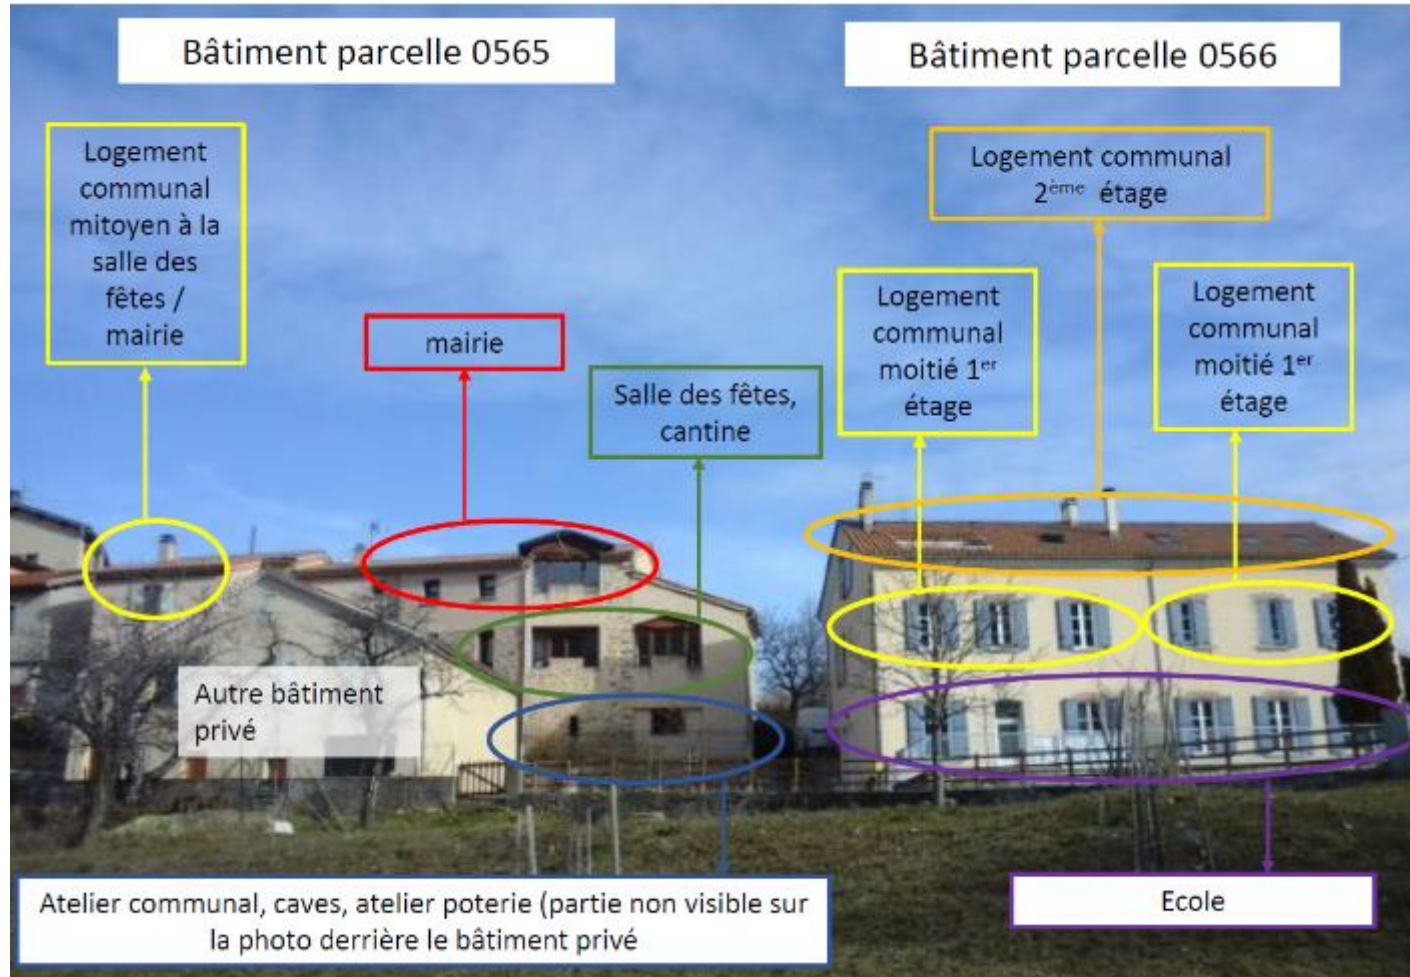 Bâtiment parcelle 0565
Bâtiment parcelle 0566
Logement
communal
mitoyen à la
salle des
fêtes /
mairie
Logement communal
2ème étage
mairie
Salle des fêtes,
cantine
Logement
communal
moitié 1er
étage
Logement
communal
moitié 1er
étage
Autre bâtiment
privé
Atelier communal, caves, atelier poterie (partie non visible sur
la photo derrière le bâtiment privé
Ecole